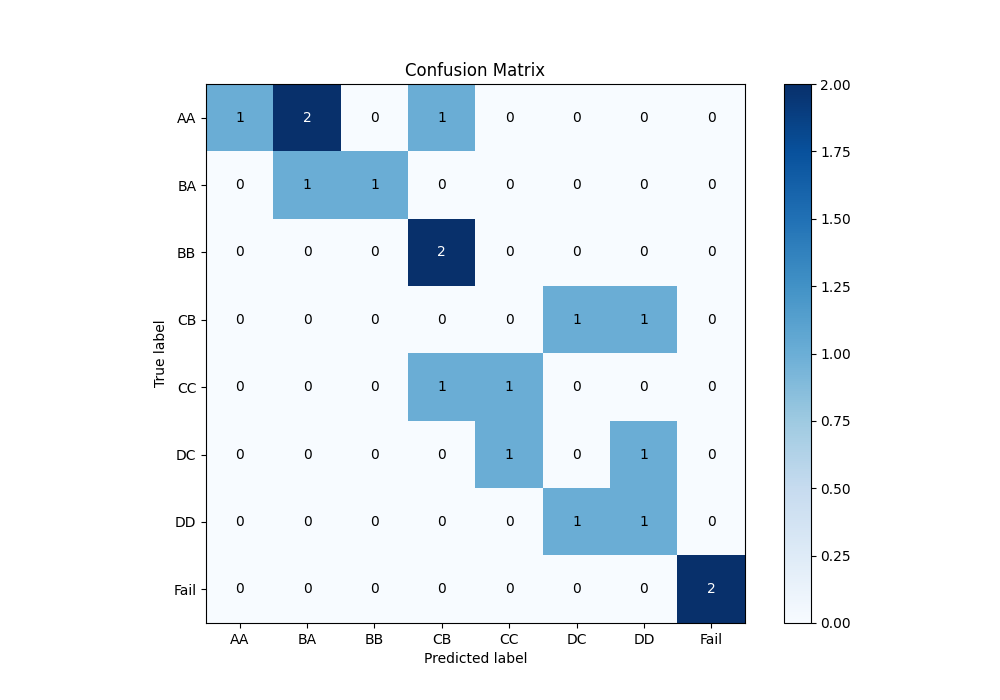 Confusion Matrix
AA 1 2 0 1 0 0 0 0
BA 0 1 1 0 0 0 0 0
BB 0 0 0 2 0 0 0 0
CB 0 0 0 0 0 1 1 0
CC 0 0 0 1 1 0 0 0
DC 0 0 0 0 1 0 1 0
DD 0 0 0 0 0 1 1 0
Fail 0 0 0 0 0 0 0 2
AA BA BB CB CC DC DD Fail
Predicted label
True label
2.00
1.75
1.50
1.25
1.00
0.75
0.50
0.25
0.00